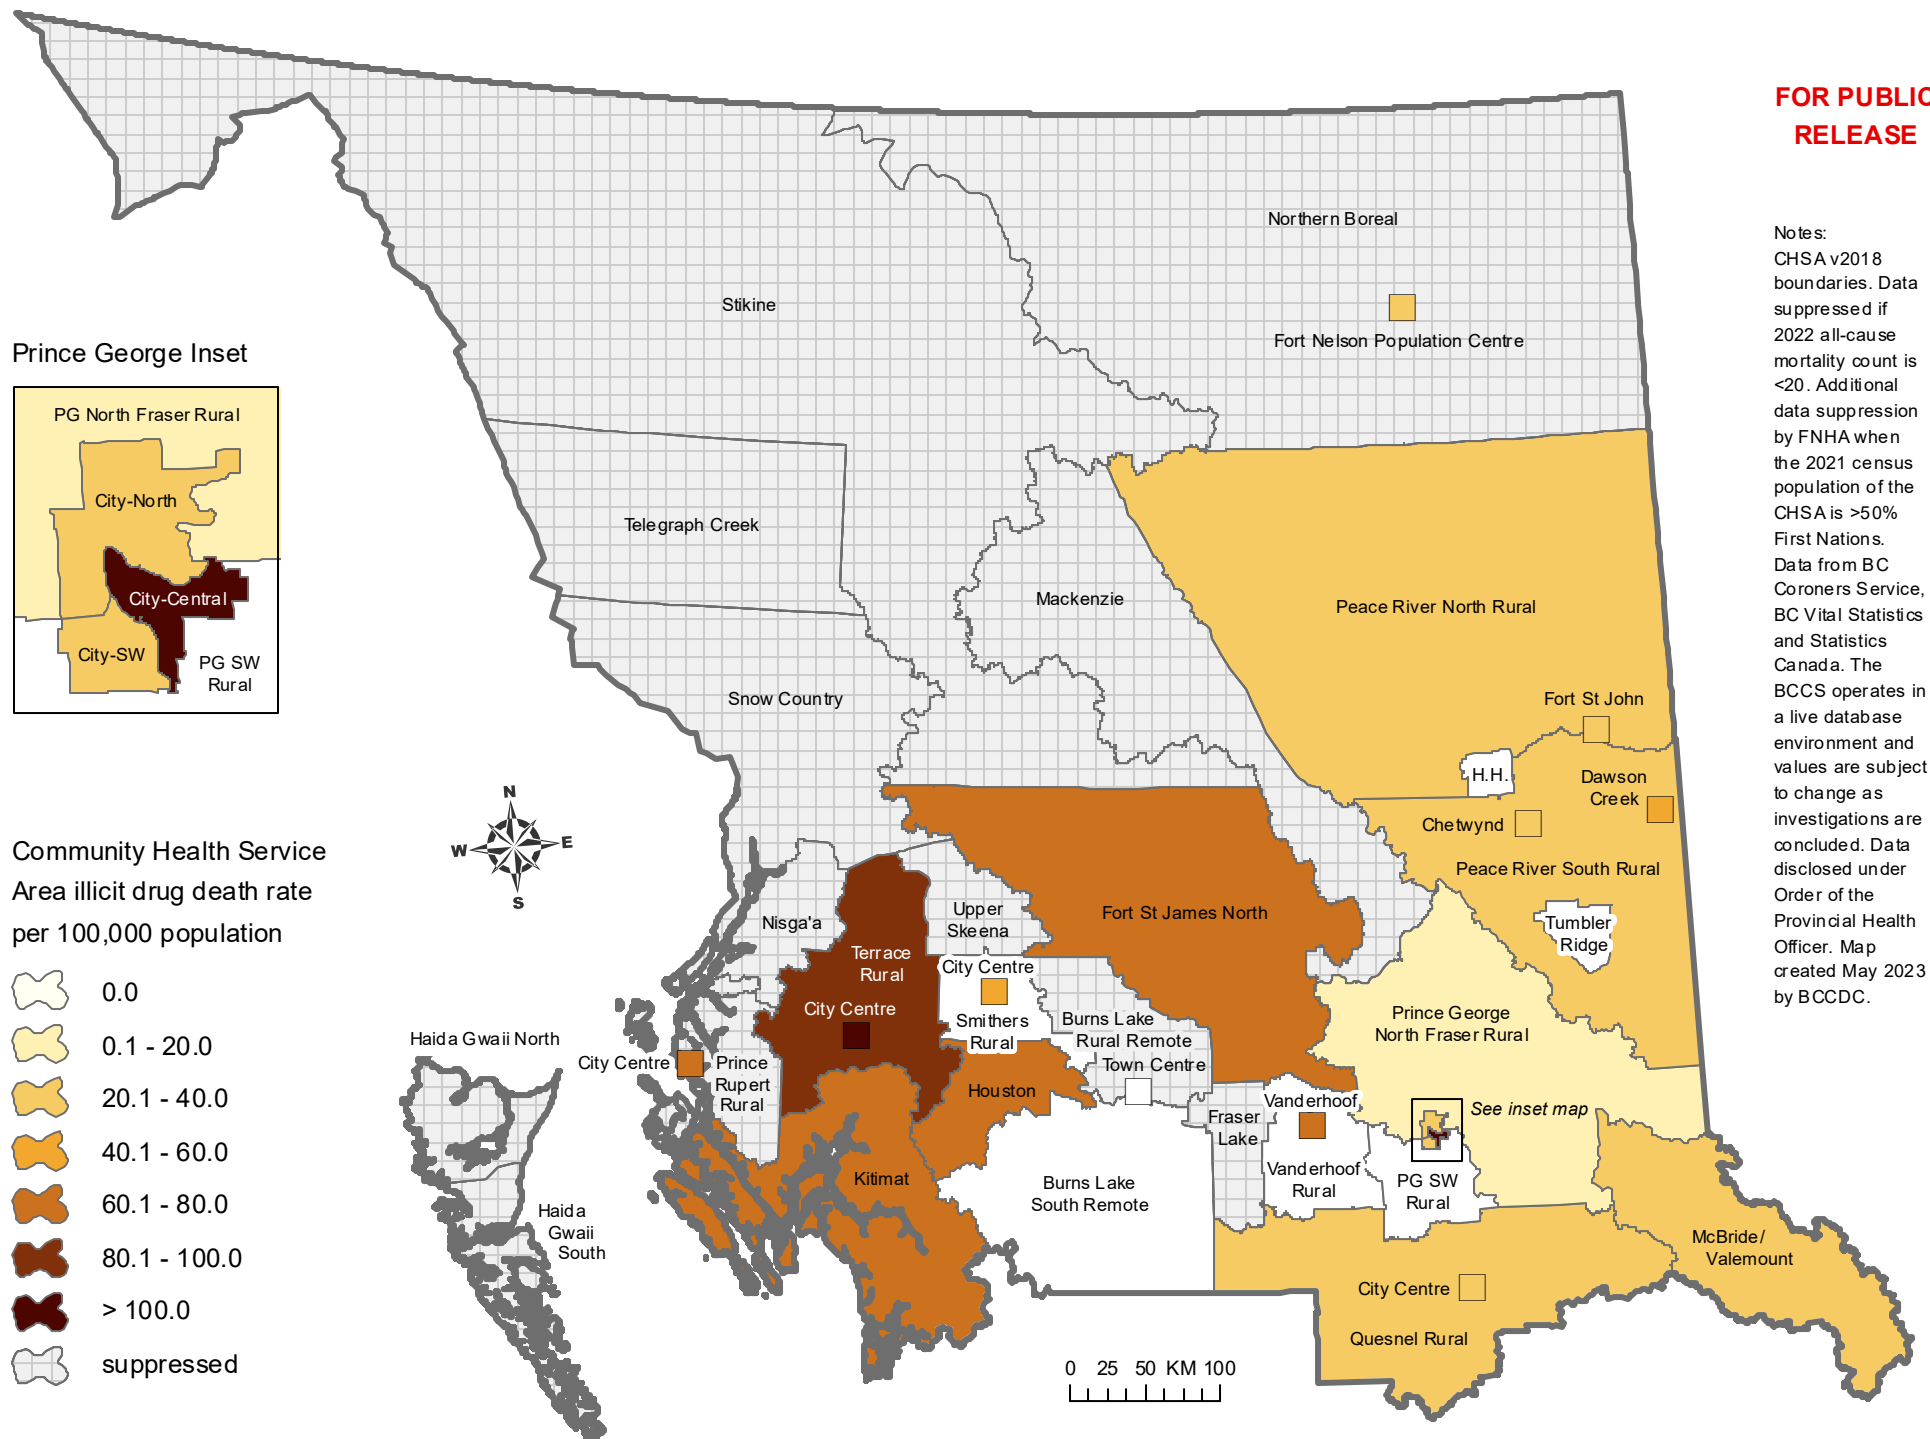 FOR PUBLIC
RELEASE
Notes:
CHSA v2018
boundaries. Data
suppressed if
2022 all-cause
mortality count is
<20. Additional
data suppression
by FNHA when
the 2021 census
population of the
CHSA is >50%
First Nations.
Data from BC
Coroners Service,
BC Vital Statistics
and Statistics
Canada. The
BCCS operates in
a live database
environment and
values are subject
to change as
investigations are
concluded. Data
disclosed under
Order of the
Provincial Health
Officer. Map
created May 2023
by BCCDC.
Northern Boreal
Stikine
Fort Nelson Population Centre
Prince George Inset
PG North Fraser Rural
City-North
City-Central
City-SW
PG SW
Rural
Telegraph Creek
Mackenzie
Peace River North Rural
Snow Country
Fort St John
H.H.
Dawson
Creek
Chetwynd
Peace River South Rural
Tumbler
Ridge
N
W
E
S
Community Health Service
Area illicit drug death rate
per 100,000 population
0.0
0.1 - 20.0
20.1 - 40.0
40.1 - 60.0
60.1 - 80.0
80.1 - 100.0
> 100.0
suppressed
Nisga'a
Upper
Skeena
Fort St James North
Terrace
Rural
City Centre
City Centre
Smithers
Rural
Burns Lake
Rural Remote
Town Centre
Prince George
North Fraser Rural
Haida Gwaii North
City Centre
Prince
Rupert
Rural
Houston
Fraser
Lake
Vanderhoof
See inset map
Kitimat
Burns Lake
South Remote
Vanderhoof
Rural
PG SW
Rural
Haida
Gwaii
South
McBride/
Valemount
City Centre
Quesnel Rural
0 25 50 KM 100